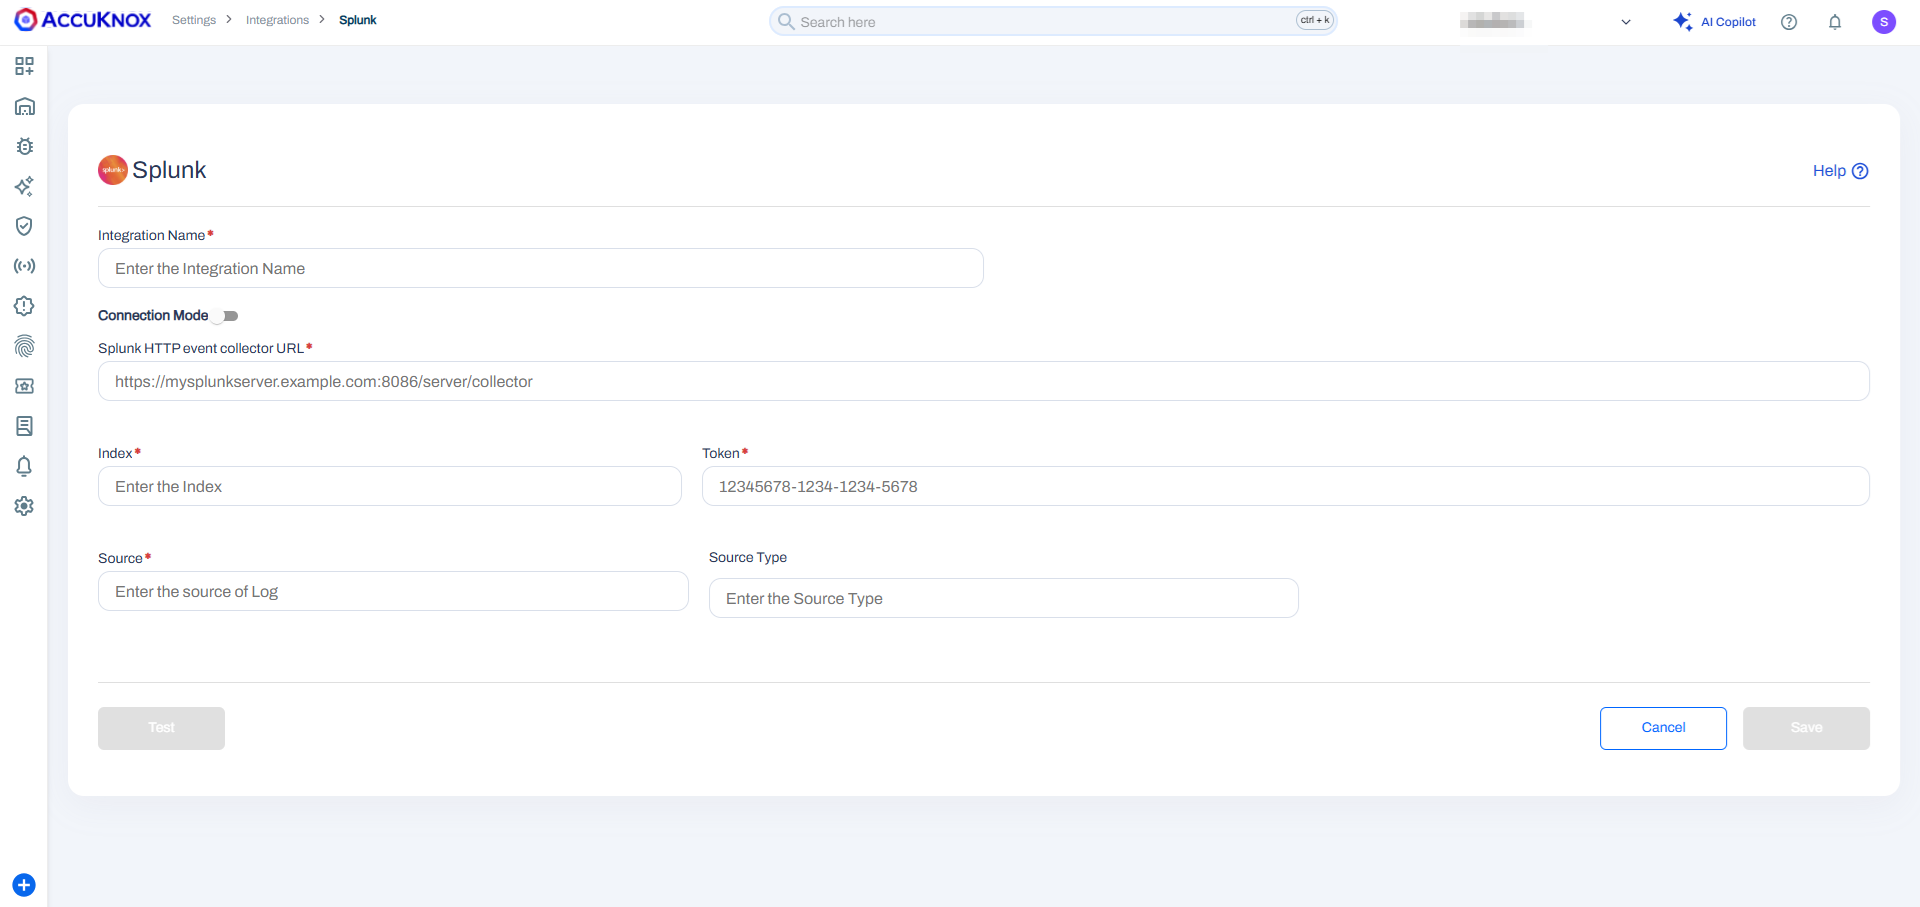 ACCUKNOX Settings > Integrations > Splunk Search here ctrl + k AI Copilot S
splunk> Splunk Help
Integration Name*
Enter the Integration Name
Connection Mode
Splunk HTTP event collector URL*
https://mysplunkserver.example.com:8086/server/collector
Index* Token*
Enter the Index 12345678-1234-1234-5678
Source* Source Type
Enter the source of Log Enter the Source Type
Test Cancel Save